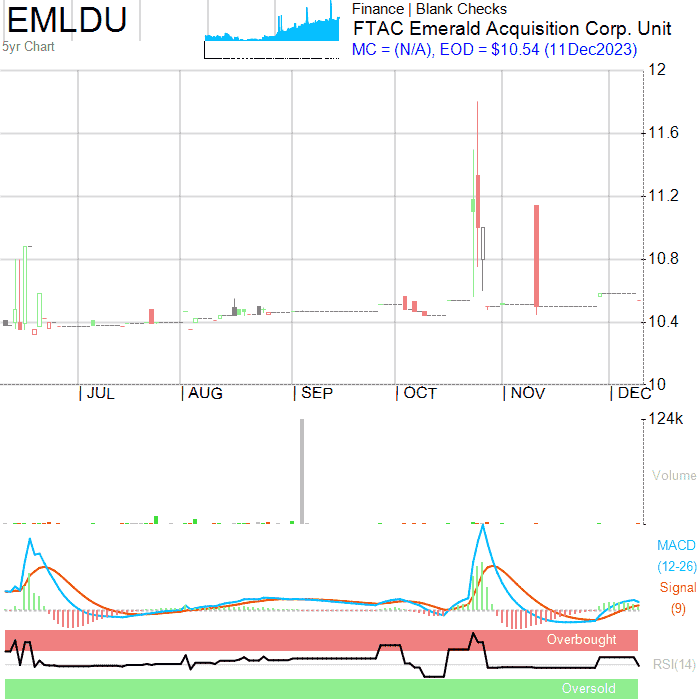 EMLDU
5yr Chart
Finance | Blank Checks
FTAC Emerald Acquisition Corp. Unit
MC = (N/A), EOD = $10.54 (11Dec2023)
12
11.6
11.2
10.8
10.4
10
| JUL | AUG | SEP | OCT | NOV | DEC
124k
Volume
MACD
(12-26)
Signal
(9)
Overbought
RSI(14)
Oversold